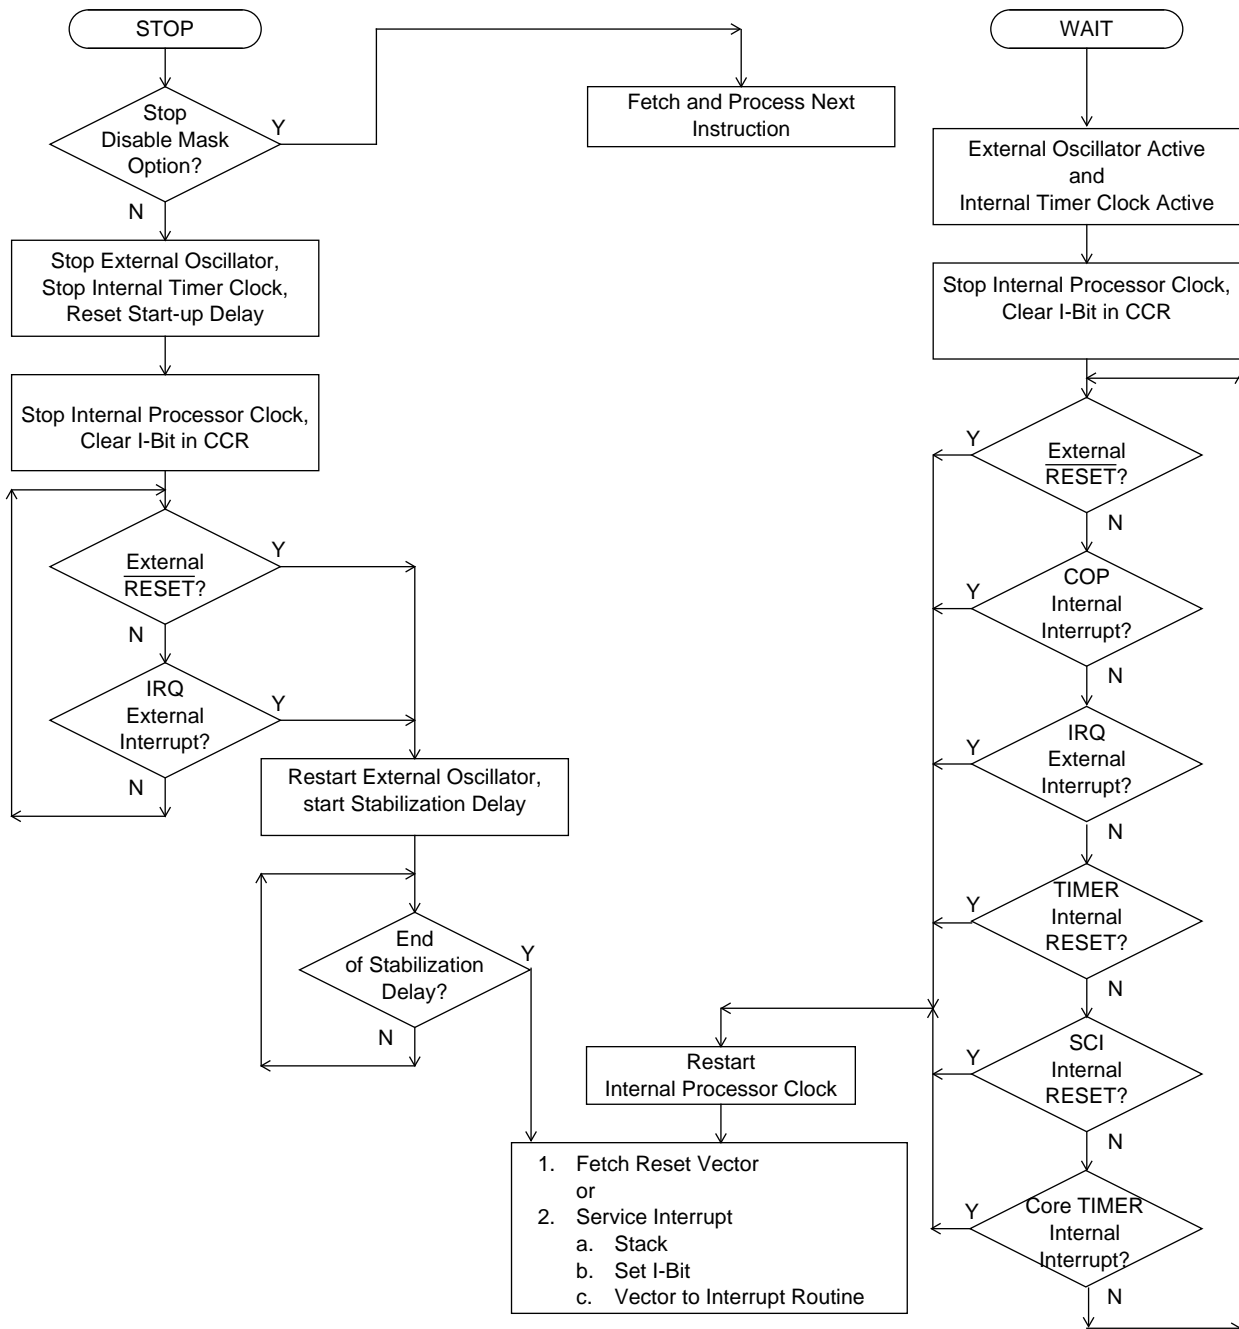 STOP
Stop
Disable Mask
Option?
Y
N
Fetch and Process Next
Instruction
Stop External Oscillator,
Stop Internal Timer Clock,
Reset Start-up Delay
Stop Internal Processor Clock,
Clear I-Bit in CCR
External
RESET?
Y
N
IRQ
External
Interrupt?
Y
N
Restart External Oscillator,
start Stabilization Delay
End
of Stabilization
Delay?
Y
N
WAIT
External Oscillator Active
and
Internal Timer Clock Active
Stop Internal Processor Clock,
Clear I-Bit in CCR
External
RESET?
Y
N
COP
Internal
Interrupt?
Y
N
IRQ
External
Interrupt?
Y
N
TIMER
Internal
RESET?
Y
N
SCI
Internal
RESET?
Y
N
Core TIMER
Internal
Interrupt?
Y
N
Restart
Internal Processor Clock
1. Fetch Reset Vector
or
2. Service Interrupt
a. Stack
b. Set I-Bit
c. Vector to Interrupt Routine